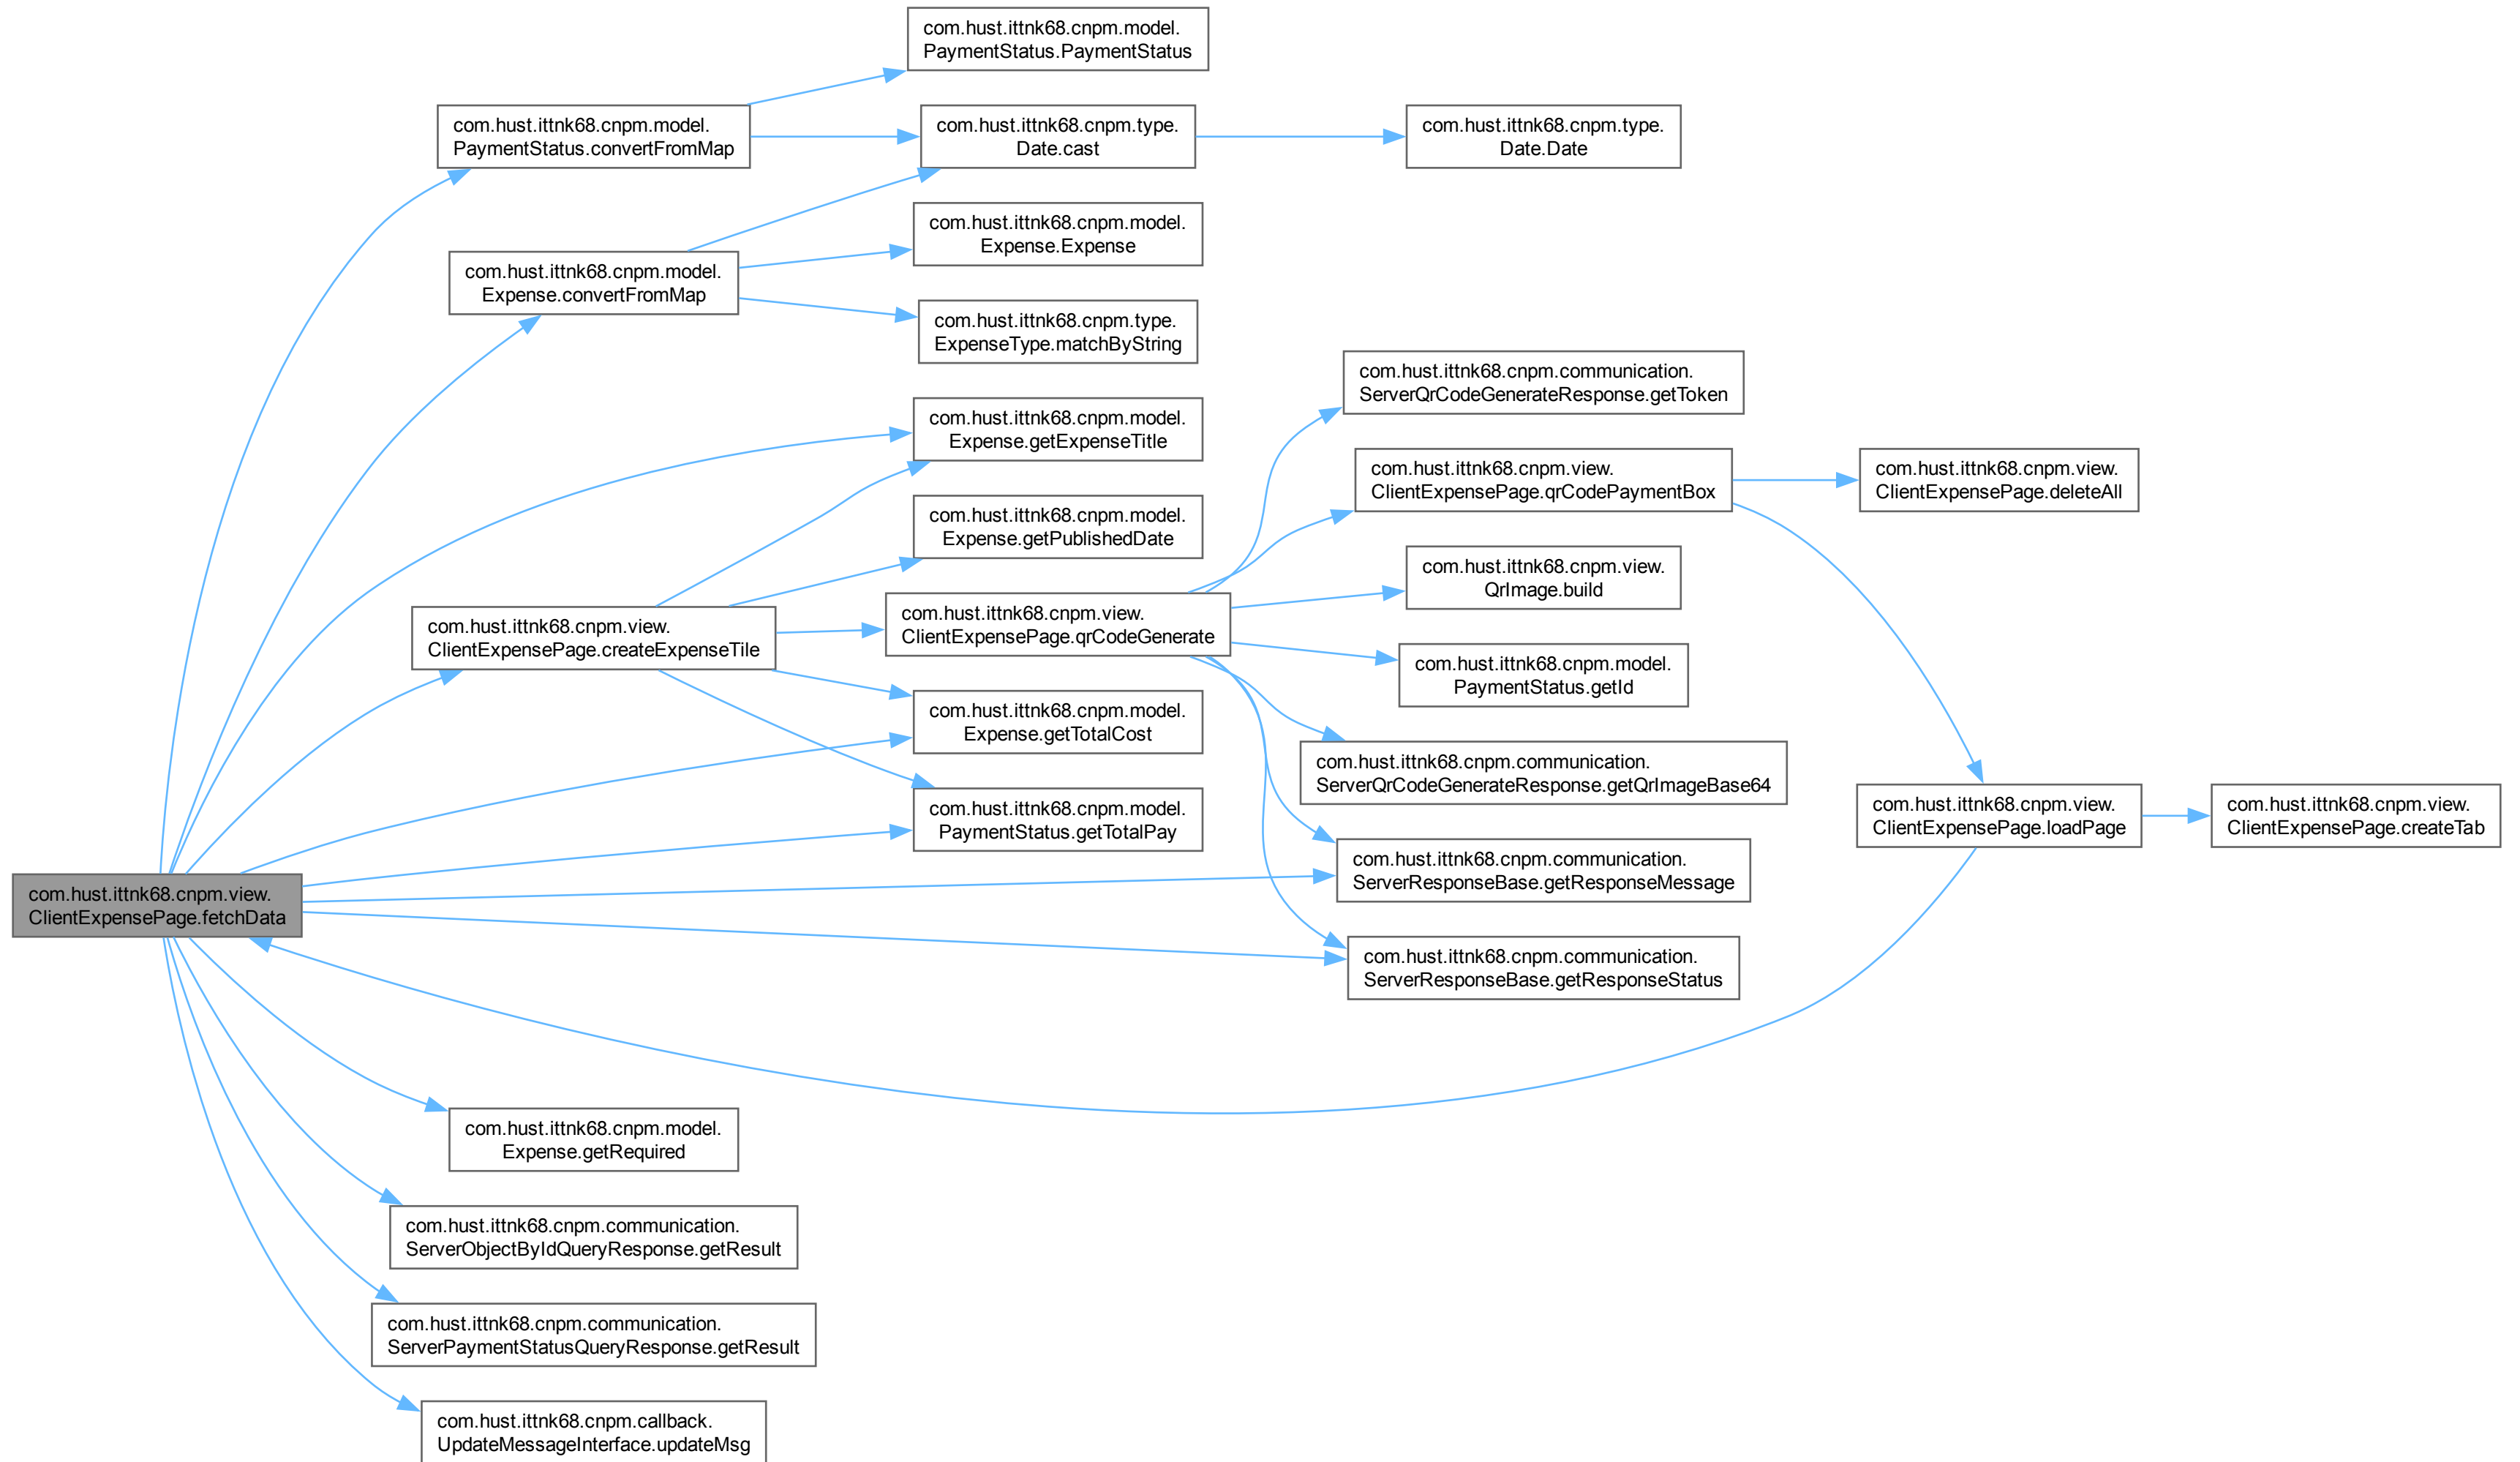 com.hust.ittnk68.cnpm.model.
PaymentStatus.PaymentStatus
com.hust.ittnk68.cnpm.model.
PaymentStatus.convertFromMap
com.hust.ittnk68.cnpm.type.
Date.cast
com.hust.ittnk68.cnpm.type.
Date.Date
com.hust.ittnk68.cnpm.model.
Expense.Expense
com.hust.ittnk68.cnpm.model.
Expense.convertFromMap
com.hust.ittnk68.cnpm.type.
ExpenseType.matchByString
com.hust.ittnk68.cnpm.communication.
ServerQrCodeGenerateResponse.getToken
com.hust.ittnk68.cnpm.model.
Expense.getExpenseTitle
com.hust.ittnk68.cnpm.view.
ClientExpensePage.qrCodePaymentBox
com.hust.ittnk68.cnpm.view.
ClientExpensePage.deleteAll
com.hust.ittnk68.cnpm.model.
Expense.getPublishedDate
com.hust.ittnk68.cnpm.view.
QrImage.build
com.hust.ittnk68.cnpm.view.
ClientExpensePage.createExpenseTile
com.hust.ittnk68.cnpm.view.
ClientExpensePage.qrCodeGenerate
com.hust.ittnk68.cnpm.model.
PaymentStatus.getId
com.hust.ittnk68.cnpm.model.
Expense.getTotalCost
com.hust.ittnk68.cnpm.communication.
ServerQrCodeGenerateResponse.getQrImageBase64
com.hust.ittnk68.cnpm.model.
PaymentStatus.getTotalPay
com.hust.ittnk68.cnpm.view.
ClientExpensePage.loadPage
com.hust.ittnk68.cnpm.view.
ClientExpensePage.createTab
com.hust.ittnk68.cnpm.communication.
ServerResponseBase.getResponseMessage
com.hust.ittnk68.cnpm.view.
ClientExpensePage.fetchData
com.hust.ittnk68.cnpm.communication.
ServerResponseBase.getResponseStatus
com.hust.ittnk68.cnpm.model.
Expense.getRequired
com.hust.ittnk68.cnpm.communication.
ServerObjectByIdQueryResponse.getResult
com.hust.ittnk68.cnpm.communication.
ServerPaymentStatusQueryResponse.getResult
com.hust.ittnk68.cnpm.callback.
UpdateMessageInterface.updateMsg